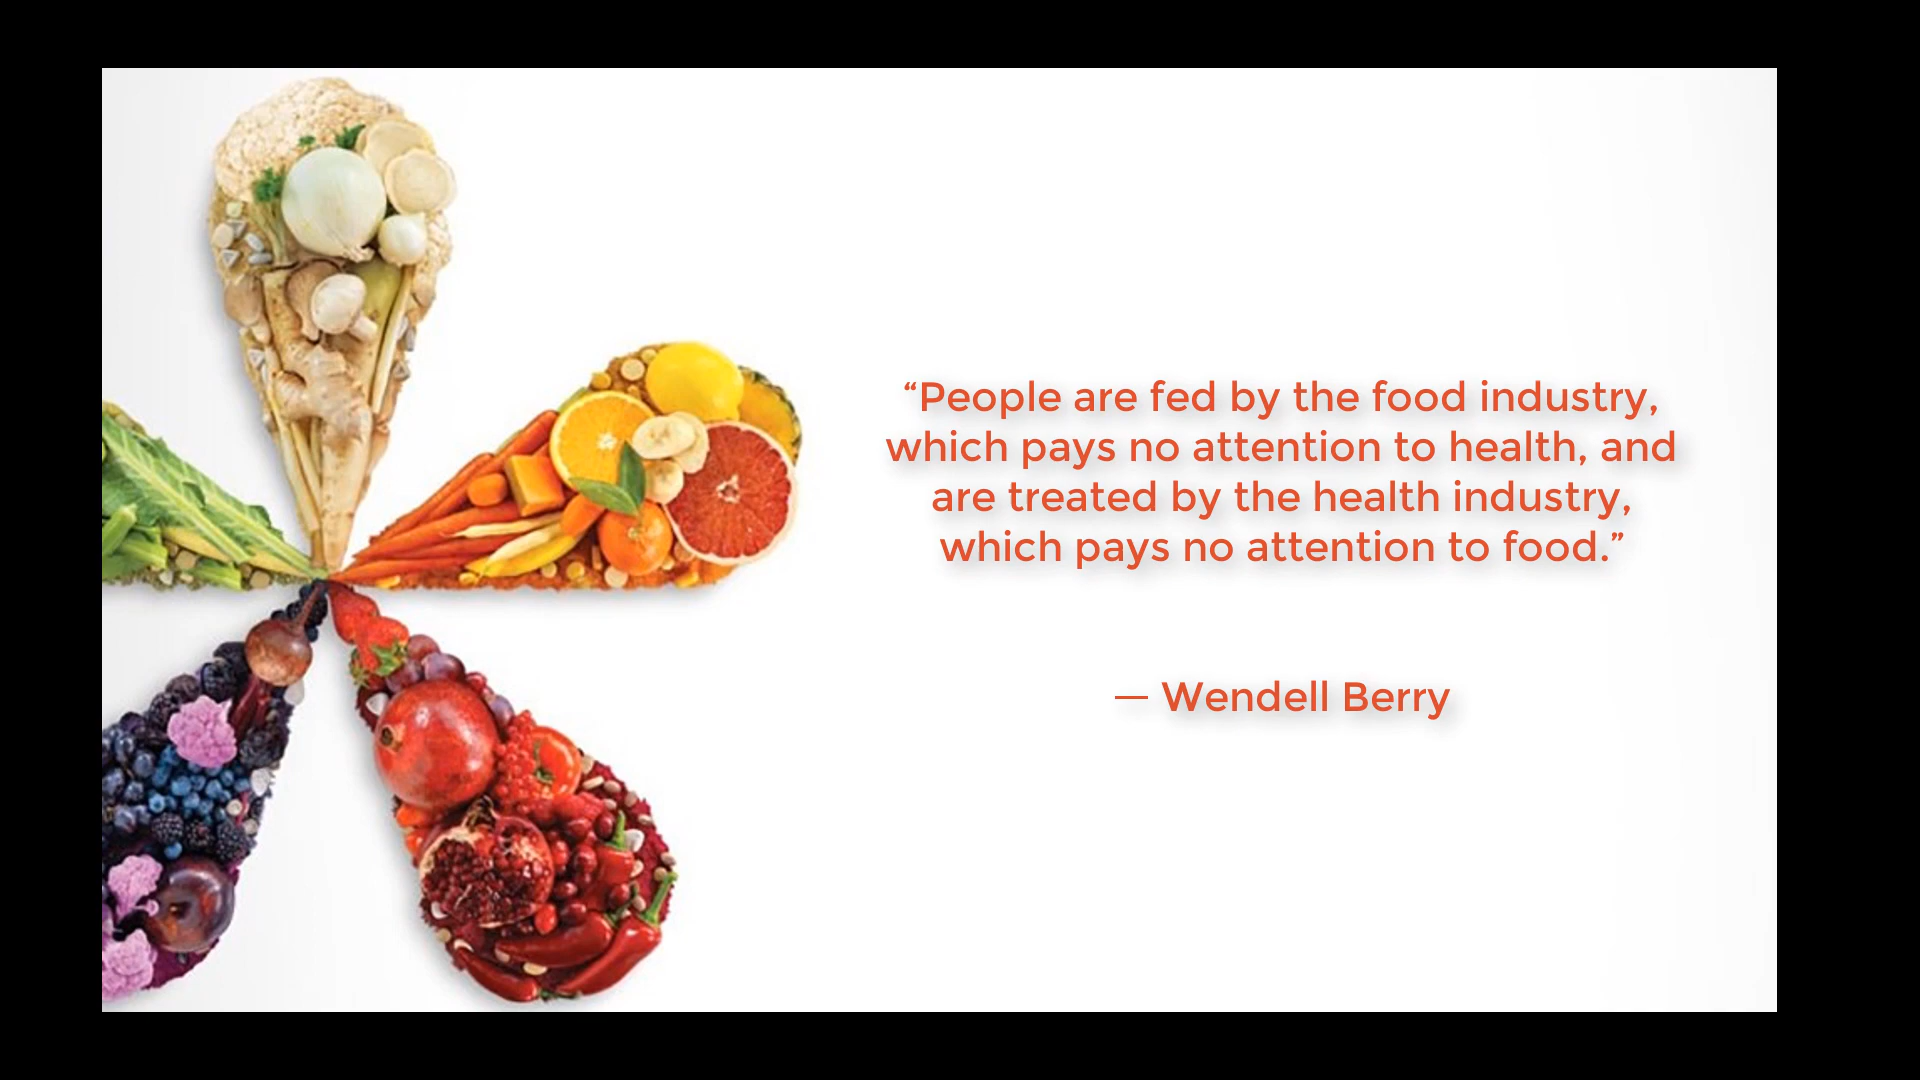 “People are fed by the food industry,
which pays no attention to health, and
are treated by the health industry,
which pays no attention to food.”
— Wendell Berry